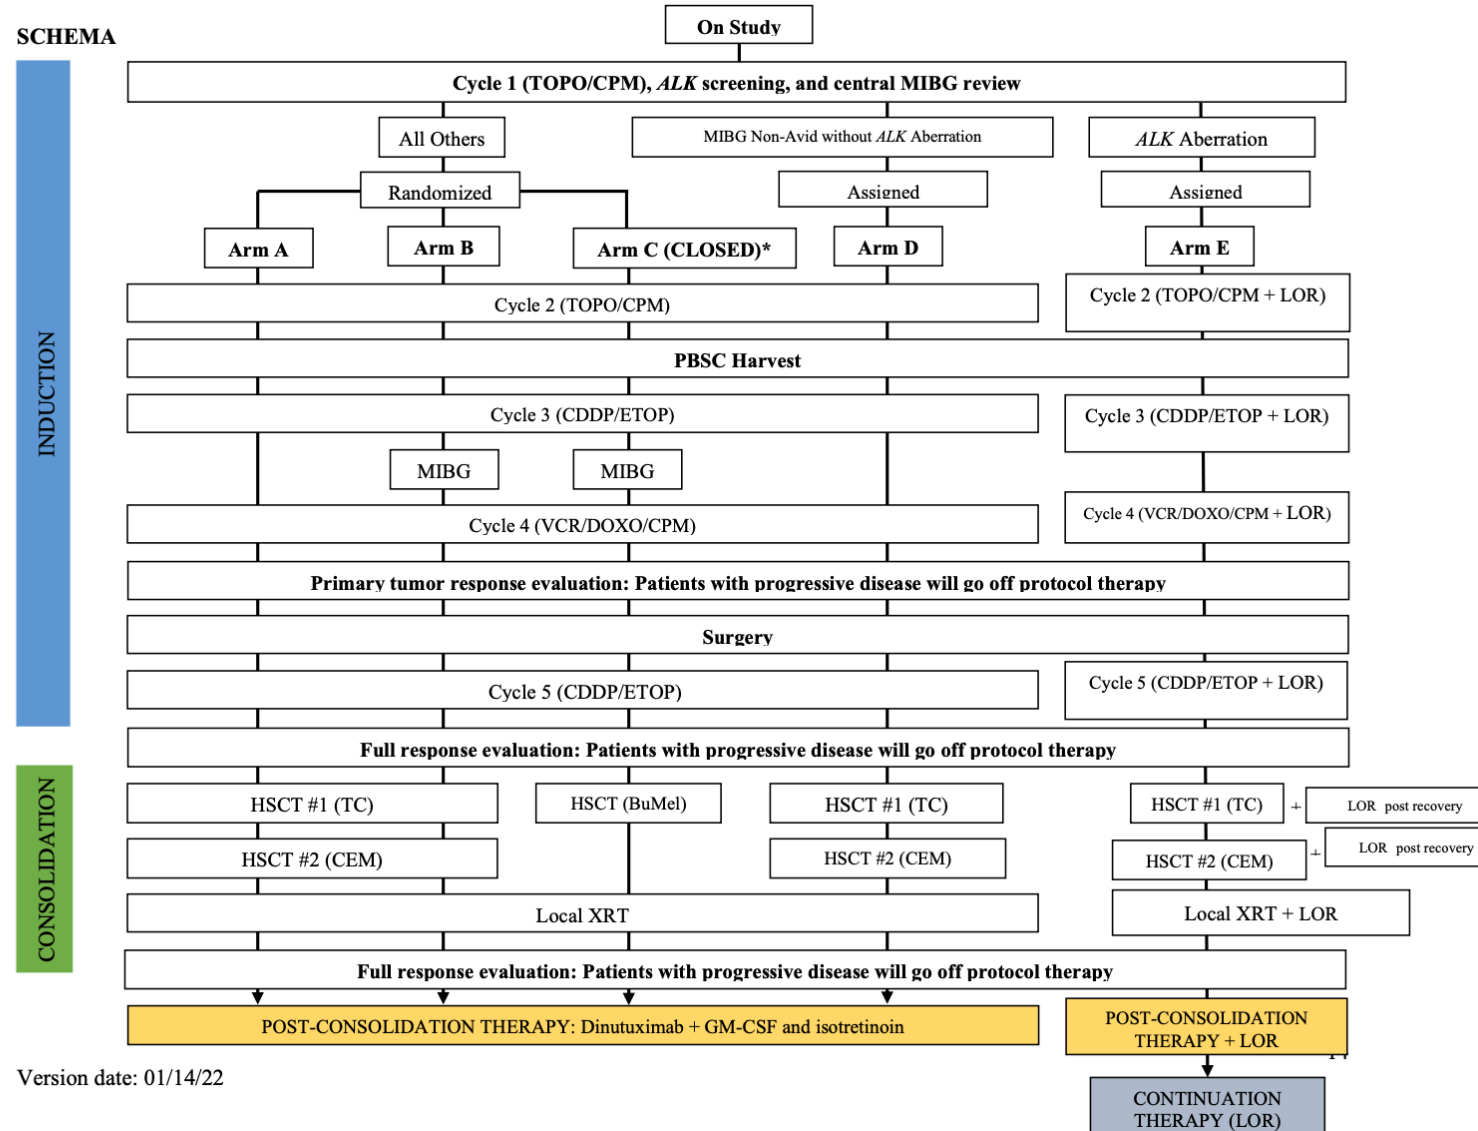 On Study
SCHEMA
INDUCTION
Cycle 1 (TOPO/CPM), ALK screening, and central MIBG review
All Others
MIBG Non-Avid without ALK Aberration
ALK Aberration
Randomized
Assigned
Assigned
Arm A
Arm B
Arm C (CLOSED)*
Arm D
Arm E
Cycle 2 (TOPO/CPM)
Cycle 2 (TOPO/CPM + LOR)
PBSC Harvest
Cycle 3 (CDDP/ETOP)
Cycle 3 (CDDP/ETOP + LOR)
MIBG
MIBG
Cycle 4 (VCR/DOXO/CPM)
Cycle 4 (VCR/DOXO/CPM + LOR)
Primary tumor response evaluation: Patients with progressive disease will go off protocol therapy
Surgery
Cycle 5 (CDDP/ETOP)
Cycle 5 (CDDP/ETOP + LOR)
Full response evaluation: Patients with progressive disease will go off protocol therapy
CONSOLIDATION
HSCT #1 (TC)
HSCT (BuMel)
HSCT #1 (TC)
HSCT #1 (TC)
+
LOR post recovery
HSCT #2 (CEM)
HSCT #2 (CEM)
HSCT #2 (CEM)
+
LOR post recovery
Local XRT
Local XRT + LOR
Full response evaluation: Patients with progressive disease will go off protocol therapy
POST-CONSOLIDATION THERAPY: Dinutuximab + GM-CSF and isotretinoin
POST-CONSOLIDATION
THERAPY + LOR
Version date: 01/14/22
CONTINUATION
THERAPY (LOR)